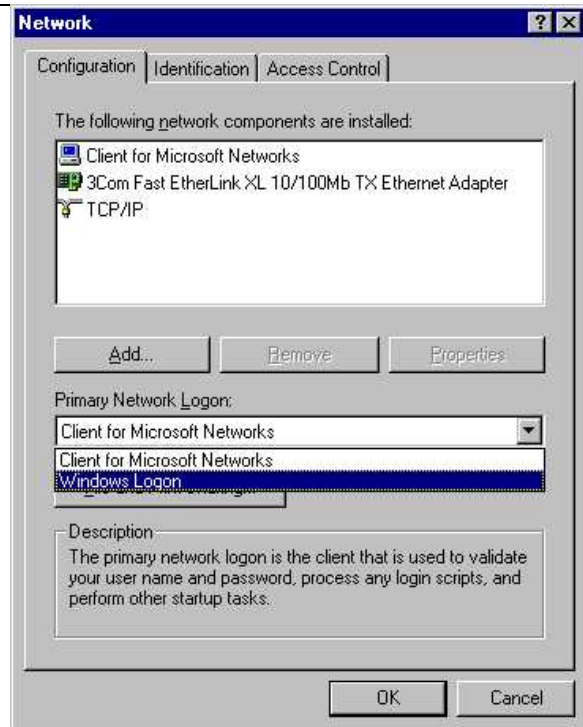 Network
?
Configuration Identification Access Control
The following network components are installed:
Client for Microsoft Networks
3Com Fast EtherLink XL 10/100Mb TX Ethernet Adapter
TCP/IP
Add... Remove Properties
Primary Network Logon:
Client for Microsoft Networks
Client for Microsoft Networks
Windows Logon
Description
The primary network logon is the client that is used to validate
your user name and password, process any login scripts, and
perform other startup tasks.
OK Cancel